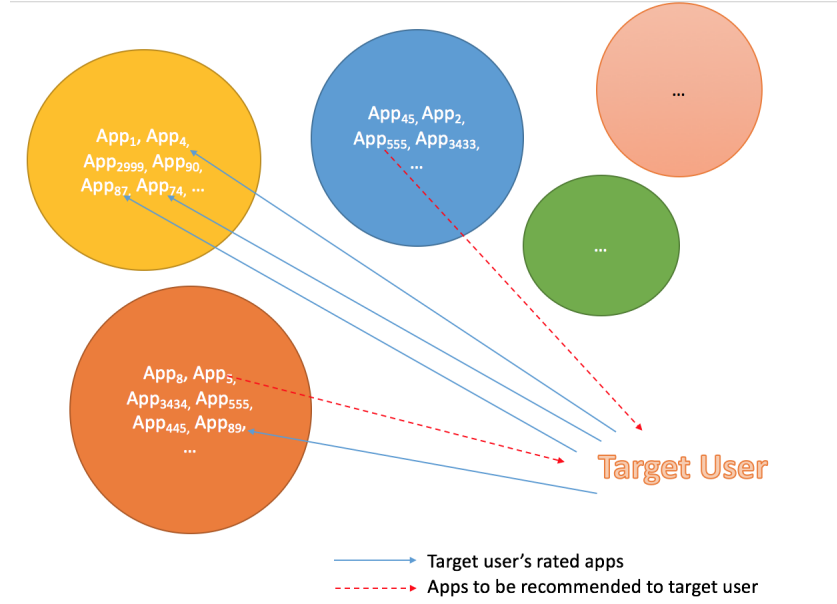 App1, App4,
App2999, App90,
App87, App74, ...
App45, App2,
App555, App3433,
...
...
...
App8, App5,
App3434, App555,
App445, App89,
...
Target User
Target user's rated apps
Apps to be recommended to target user